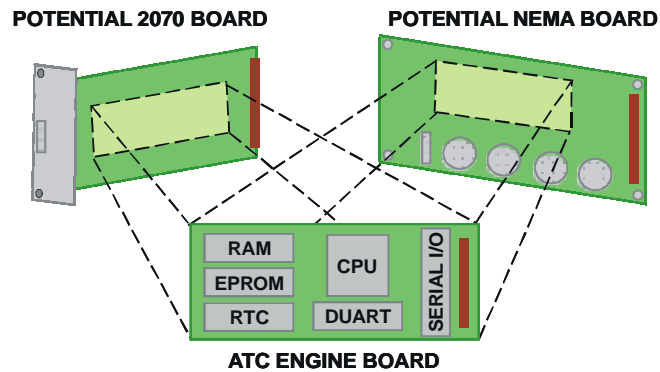 POTENTIAL 2070 BOARD
POTENTIAL NEMA BOARD
RAM
EPROM
RTC
CPU
DUART
SERIAL I/O
ATC ENGINE BOARD